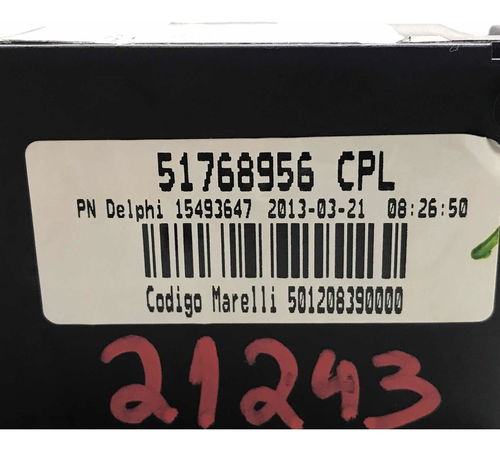 51768956 CPL
PN Delphi 15493647 2013-03-21 08:26:50
Codigo Marelli 501208390000
21243